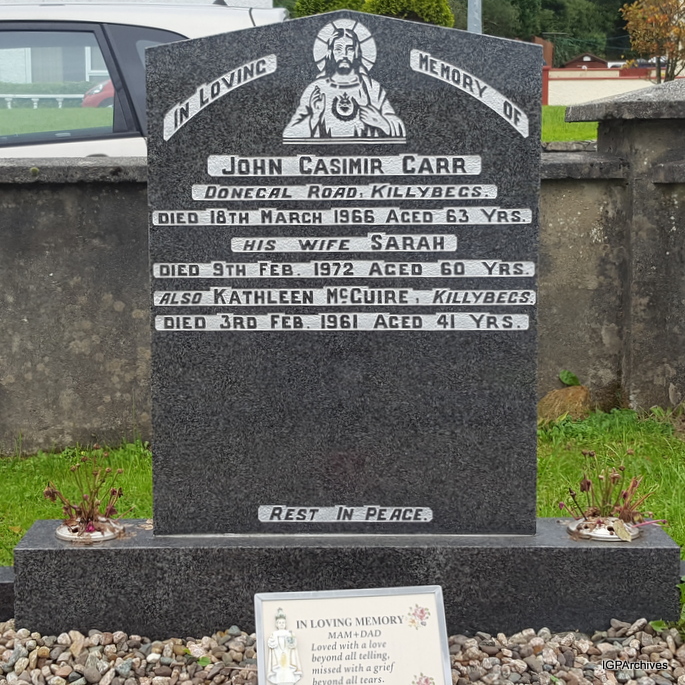 IN LOVING MEMORY OF
JOHN CASIMIR CARR
DONEGAL ROAD, KILLYBEGS.
DIED 18TH MARCH 1966 AGED 63 YRS.
HIS WIFE SARAH
DIED 9TH FEB. 1972 AGED 60 YRS.
ALSO KATHLEEN McGUIRE, KILLYBEGS.
DIED 3RD FEB. 1961 AGED 41 YRS.
REST IN PEACE.
IN LOVING MEMORY
MAM+DAD
Loved with a love
beyond all telling,
missed with a grief
beyond all tears.
IGPArchives